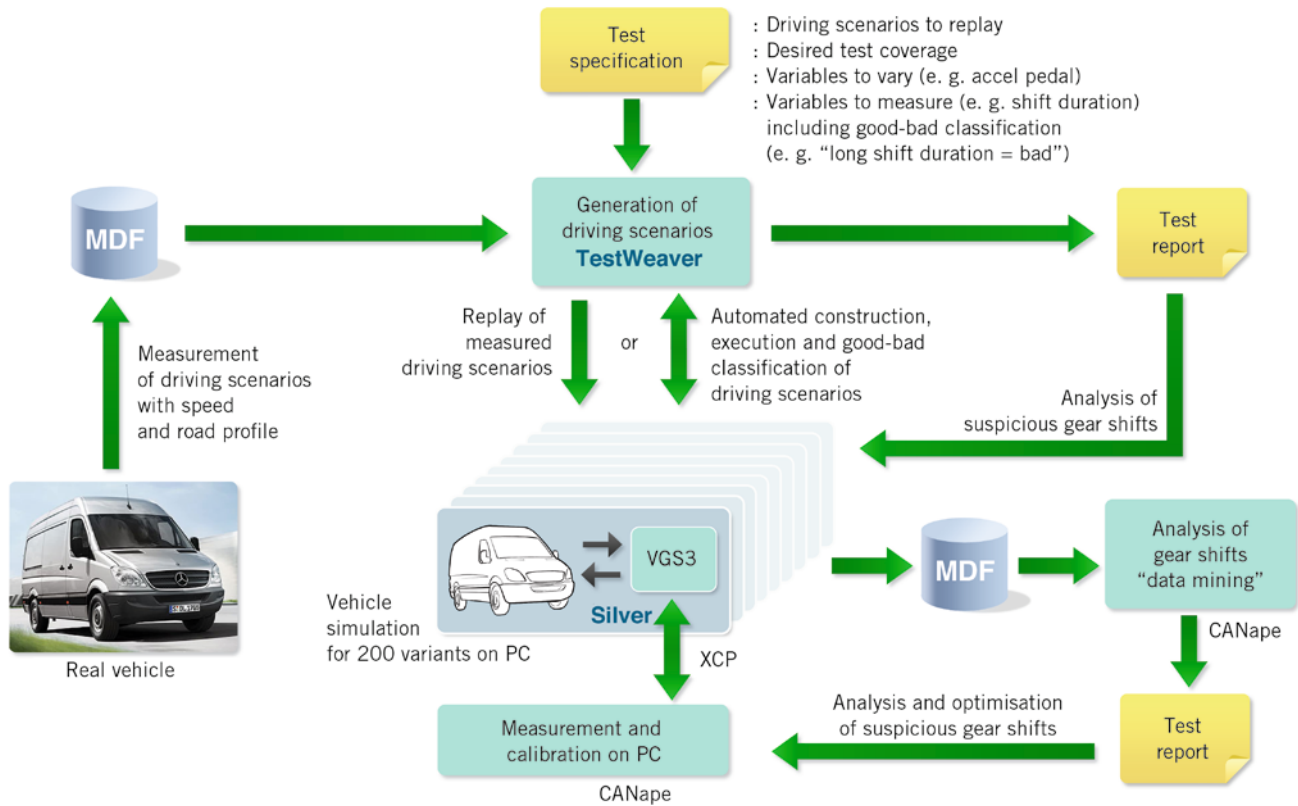 Test
specification
: Driving scenarios to replay
: Desired test coverage
: Variables to vary (e. g. accel pedal)
: Variables to measure (e. g. shift duration)
including good-bad classification
(e. g. “long shift duration = bad”)
MDF
Generation of
driving scenarios
TestWeaver
Test
report
Measurement
of driving scenarios
with speed
and road profile
Replay of
measured
driving scenarios
or
Automated construction,
execution and good-bad
classification of
driving scenarios
Analysis of
suspicious gear shifts
Real vehicle
VGS3
Silver
Vehicle
simulation
for 200 variants on PC
XCP
MDF
Analysis of
gear shifts
“data mining”
CANape
Measurement and
calibration on PC
CANape
Analysis and optimisation
of suspicious gear shifts
Test
report